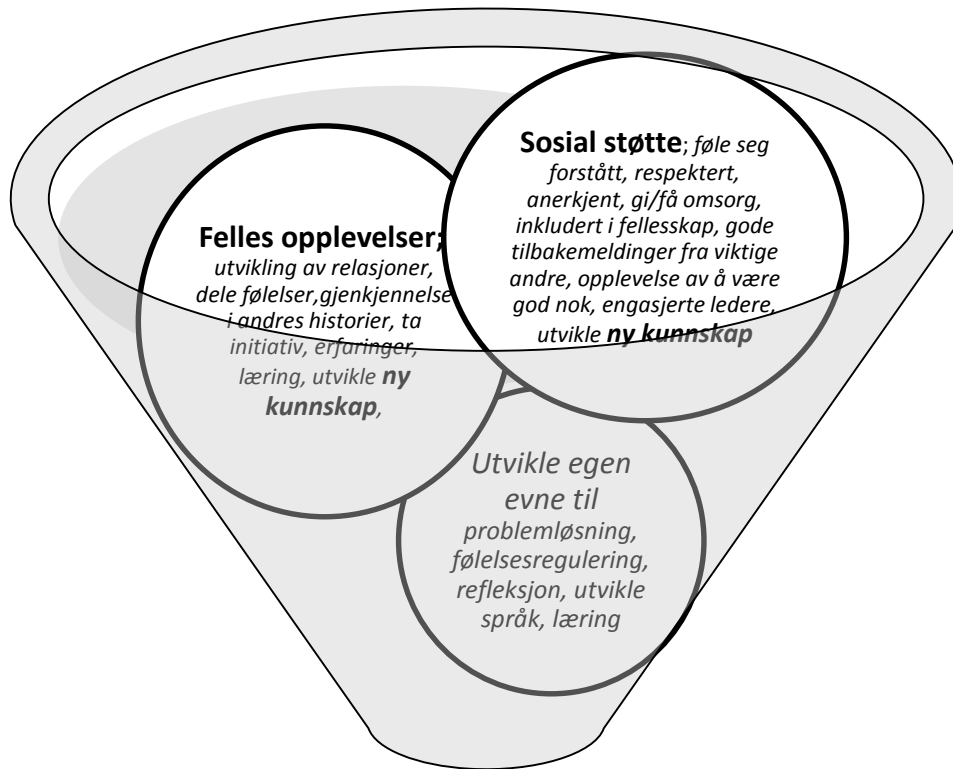 Felles opplevelser;
utvikling av relasjoner,
dele følelser,gjenkjennelse
i andres historier, ta
initiativ, erfaringer,
læring, utvikle ny
kunnskap,
Sosial støtte; føle seg
forstått, respektert,
anerkjent, gi/få omsorg,
inkludert i fellesskap, gode
tilbakemeldinger fra viktige
andre, opplevelse av å være
god nok, engasjerte ledere,
utvikle ny kunnskap
Utvikle egen
evne til
problemløsning,
følelsesregulering,
refleksjon, utvikle
språk, læring